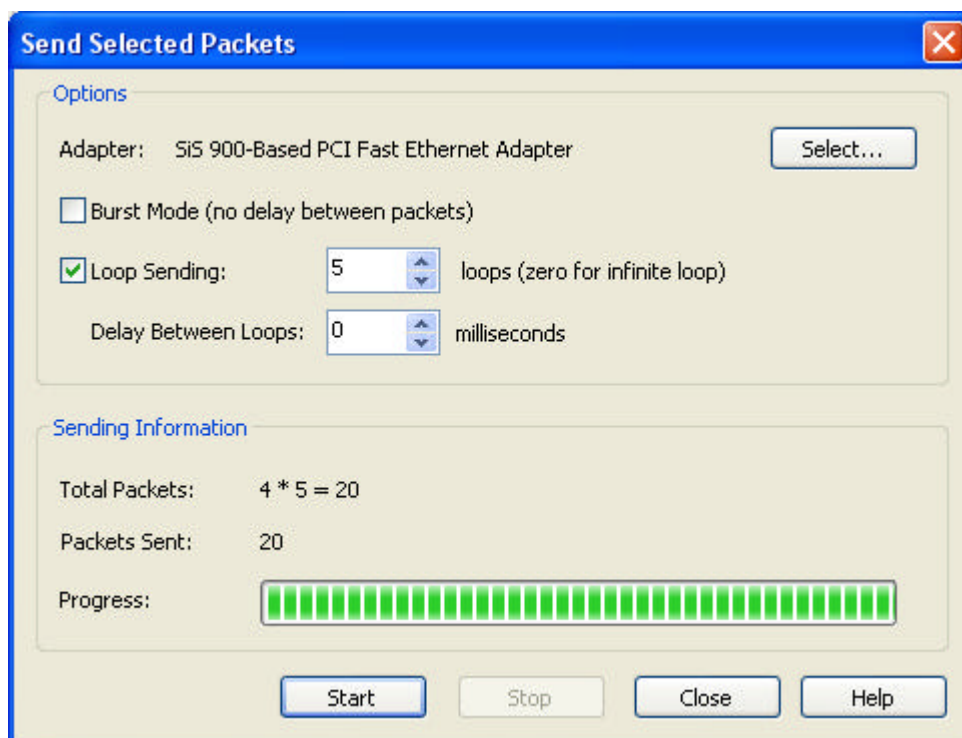 Send Selected Packets
Options
Adapter: SiS 900-Based PCI Fast Ethernet Adapter Select...
Burst Mode (no delay between packets)
Loop Sending: 5 loops (zero for infinite loop)
Delay Between Loops: 0 milliseconds
Sending Information
Total Packets: 4 * 5 = 20
Packets Sent: 20
Progress:
Start Stop Close Help